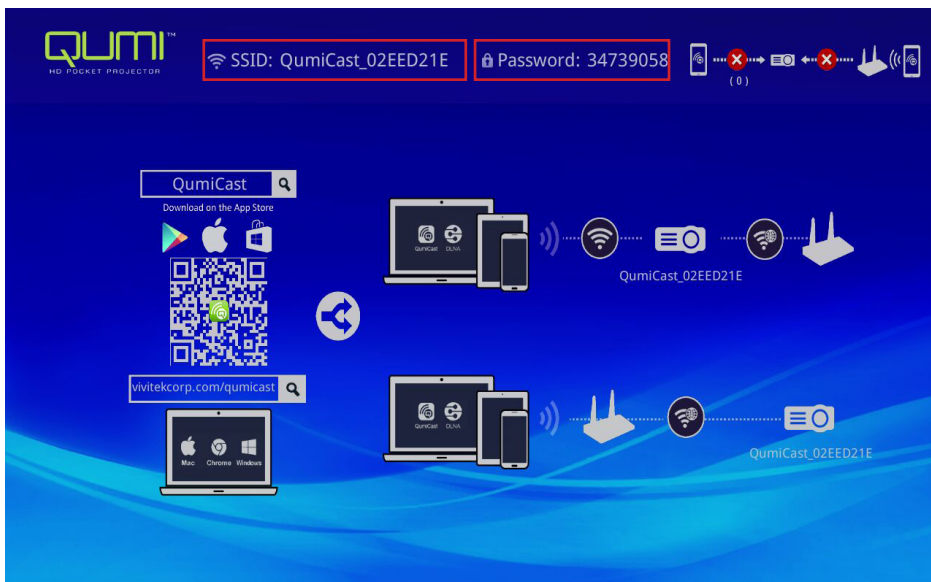 QUMI™
HD POCKET PROJECTOR
SSID: QumiCast_02EED21E
Password: 34739058
( 0 )
QumiCast
Download on the App Store
vivitekcorp.com/qumicast
Mac Chrome Windows
QumiCast DLNA
QumiCast_02EED21E
QumiCast DLNA
QumiCast_02EED21E